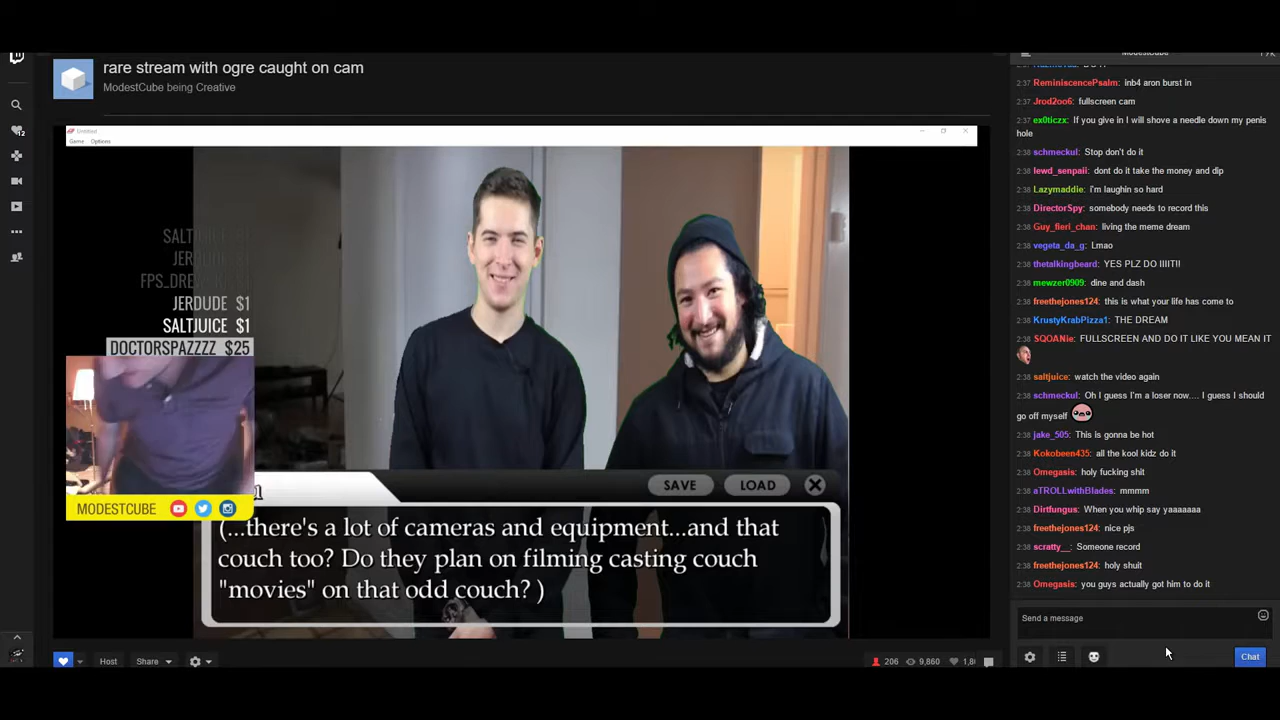 rare stream with ogre caught on cam
ModestCube being Creative
Untitled
Game Options
SALTJUICE
FPS_DRE
JERDUDE $1
SALTJUICE $1
DOCTORSPAZZZZ $25
MODESTCUBE
SAVE LOAD
(...there's a lot of cameras and equipment...and that
couch too? Do they plan on filming casting couch
"movies" on that odd couch? )
Host Share 206 9,860
2:37 ReminiscencePsalm: inb4 aron burst in
2:37 Jrod2oo6: fullscreen cam
2:37 ex0ticzx: If you give in I will shove a needle down my penis
hole
2:38 schmeckul: Stop don't do it
2:38 lewd_senpaii: dont do it take the money and dip
2:38 Lazymaddie: i'm laughin so hard
2:38 DirectorSpy: somebody needs to record this
2:38 Guy_fieri_chan: living the meme dream
2:38 vegeta_da_g: Lmao
2:38 thetalkingbeard: YES PLZ DO IIIIT!!
2:38 mewzer0909: dine and dash
2:38 freethejones124: this is what your life has come to
2:38 KrustyKrabPizza1: THE DREAM
2:38 SQOANie: FULLSCREEN AND DO IT LIKE YOU MEAN IT
2:38 saltjuice: watch the video again
2:38 schmeckul: Oh I guess I'm a loser now.... I guess I should
go off myself
2:38 jake_505: This is gonna be hot
2:38 Kokobeen435: all the kool kidz do it
2:38 Omegasis: holy fucking shit
2:38 aTROLLwithBlades: mmmm
2:38 Dirtfungus: When you whip say yaaaaaaa
2:38 freethejones124: nice pjs
2:38 scratty__: Someone record
2:38 freethejones124: holy shuit
2:38 Omegasis: you guys actually got him to do it
Send a message
Chat